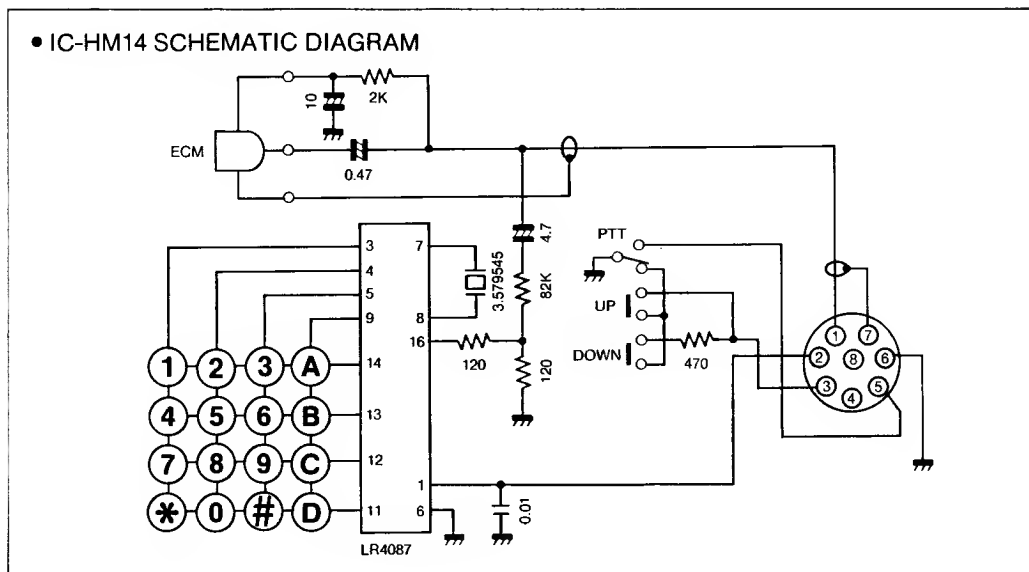 ● IC-HM14 SCHEMATIC DIAGRAM
10
2K
ECM
0.47
4.7
82K
3.579545
120
120
PTT
UP
DOWN
470
3
4
5
9
14
13
12
11
7
8
16
1
6
LR4087
0.01
1 2 3 A
4 5 6 B
7 8 9 C
* 0 # D
1 7
2 8 6
3 4 5